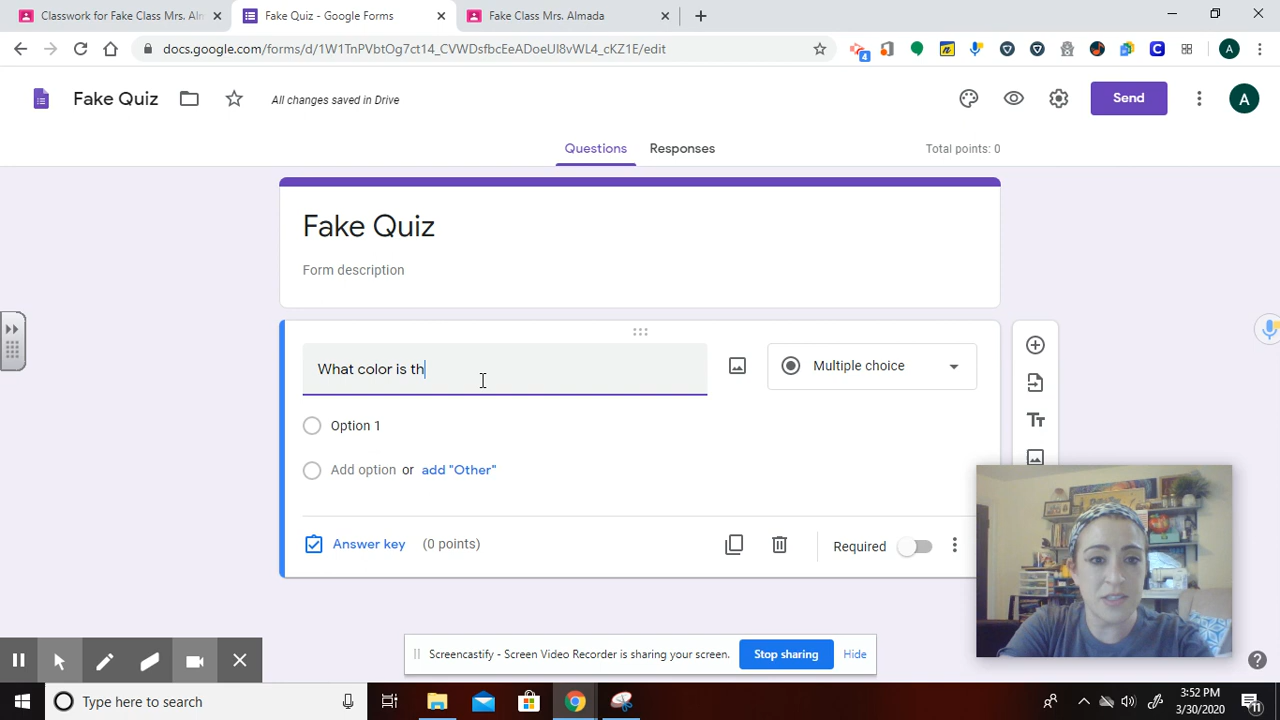 Classwork for Fake Class Mrs. Alm
Fake Quiz - Google Forms
Fake Class Mrs. Almada
docs.google.com/forms/d/1W1TnPVbtOg7ct14_CVWDsfbcEeADoeUI8vWL4_cKZ1E/edit
4
A
Fake Quiz
All changes saved in Drive
Send
A
Questions
Responses
Total points: 0
Fake Quiz
Form description
What color is th
Multiple choice
Option 1
Add option or add "Other"
Answer key (0 points)
Required
Screencastify - Screen Video Recorder is sharing your screen.
Stop sharing
Hide
Type here to search
3:52 PM
3/30/2020
11